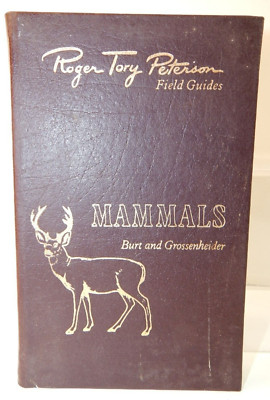 Roger Tory Peterson
Field Guides
MAMMALS
Burt and Grossenheider